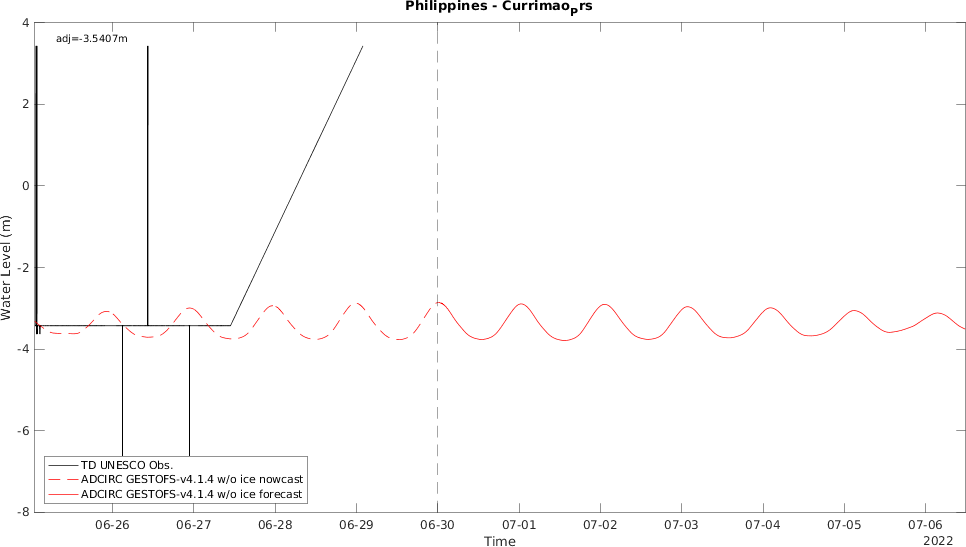 Philippines - Currimaoprs
4
adj=-3.5407m
2
0
-2
-4
-6
-8
Water Level (m)
TD UNESCO Obs.
ADCIRC GESTOFS-v4.1.4 w/o ice nowcast
ADCIRC GESTOFS-v4.1.4 w/o ice forecast
06-26 06-27 06-28 06-29 06-30 07-01 07-02 07-03 07-04 07-05 07-06
Time 2022